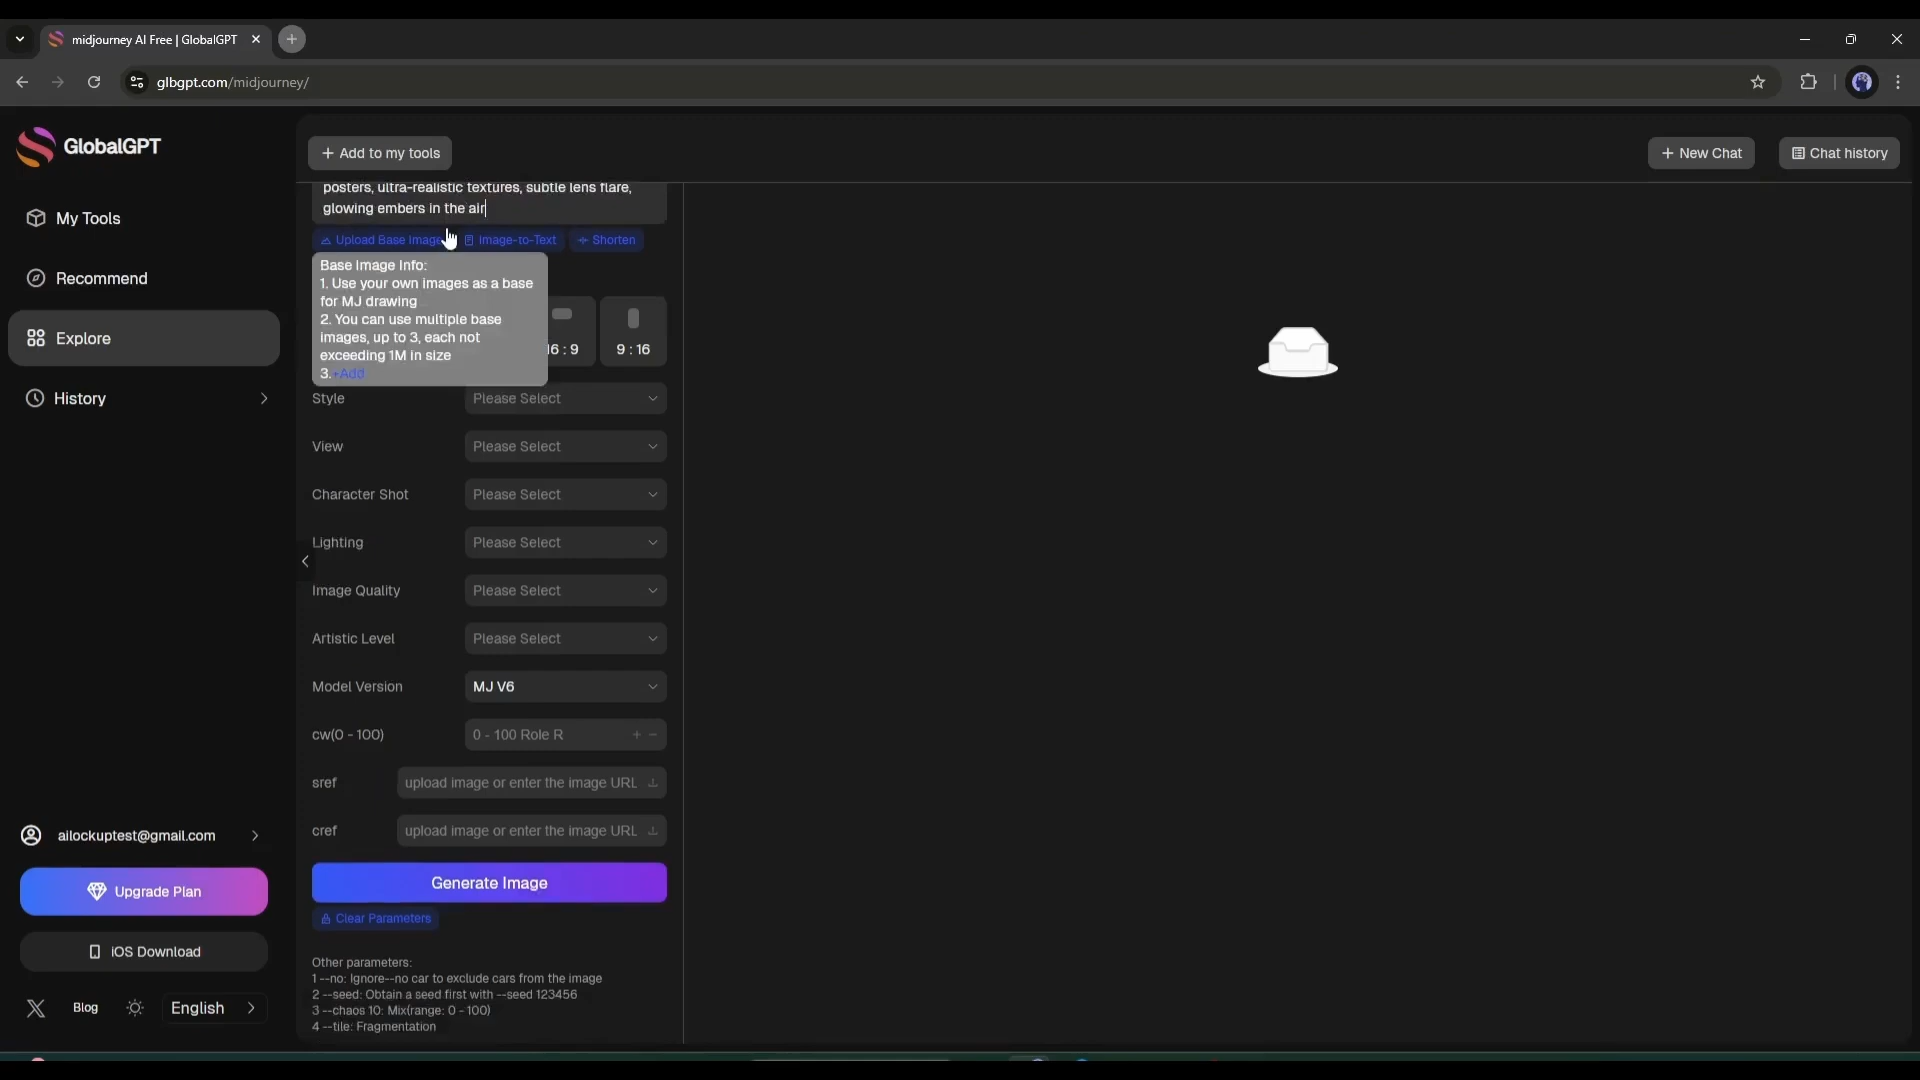 midjourney AI Free | GlobalGPT
glbgpt.com/midjourney/
GlobalGPT
+ Add to my tools
+ New Chat
Chat history
My Tools
Recommend
Explore
History
posters, ultra-realistic textures, subtle lens flare,
glowing embers in the air
Upload Base Image
Image-to-Text
Shorten
Base Image Info:
1. Use your own images as a base
for MJ drawing
2. You can use multiple base
images, up to 3, each not
exceeding 1M in size
3.+Add
16 : 9
9 : 16
Style
Please Select
View
Please Select
Character Shot
Please Select
Lighting
Please Select
Image Quality
Please Select
Artistic Level
Please Select
Model Version
MJ V6
cw(0 - 100)
0 - 100 Role R
sref
upload image or enter the image URL
cref
upload image or enter the image URL
Generate Image
Clear Parameters
Other parameters:
1 --no: Ignore--no car to exclude cars from the image
2 --seed: Obtain a seed first with --seed 123456
3 --chaos 10: Mix(range: 0 - 100)
4 --tile: Fragmentation
ailockuptest@gmail.com
Upgrade Plan
iOS Download
Blog
English